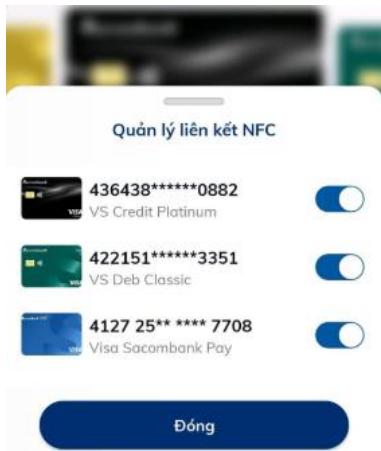 Quản lý liên kết NFC
436438******0882
VS Credit Platinum
422151******3351
VS Deb Classic
4127 25** **** 7708
Visa Sacombank Pay
Đóng